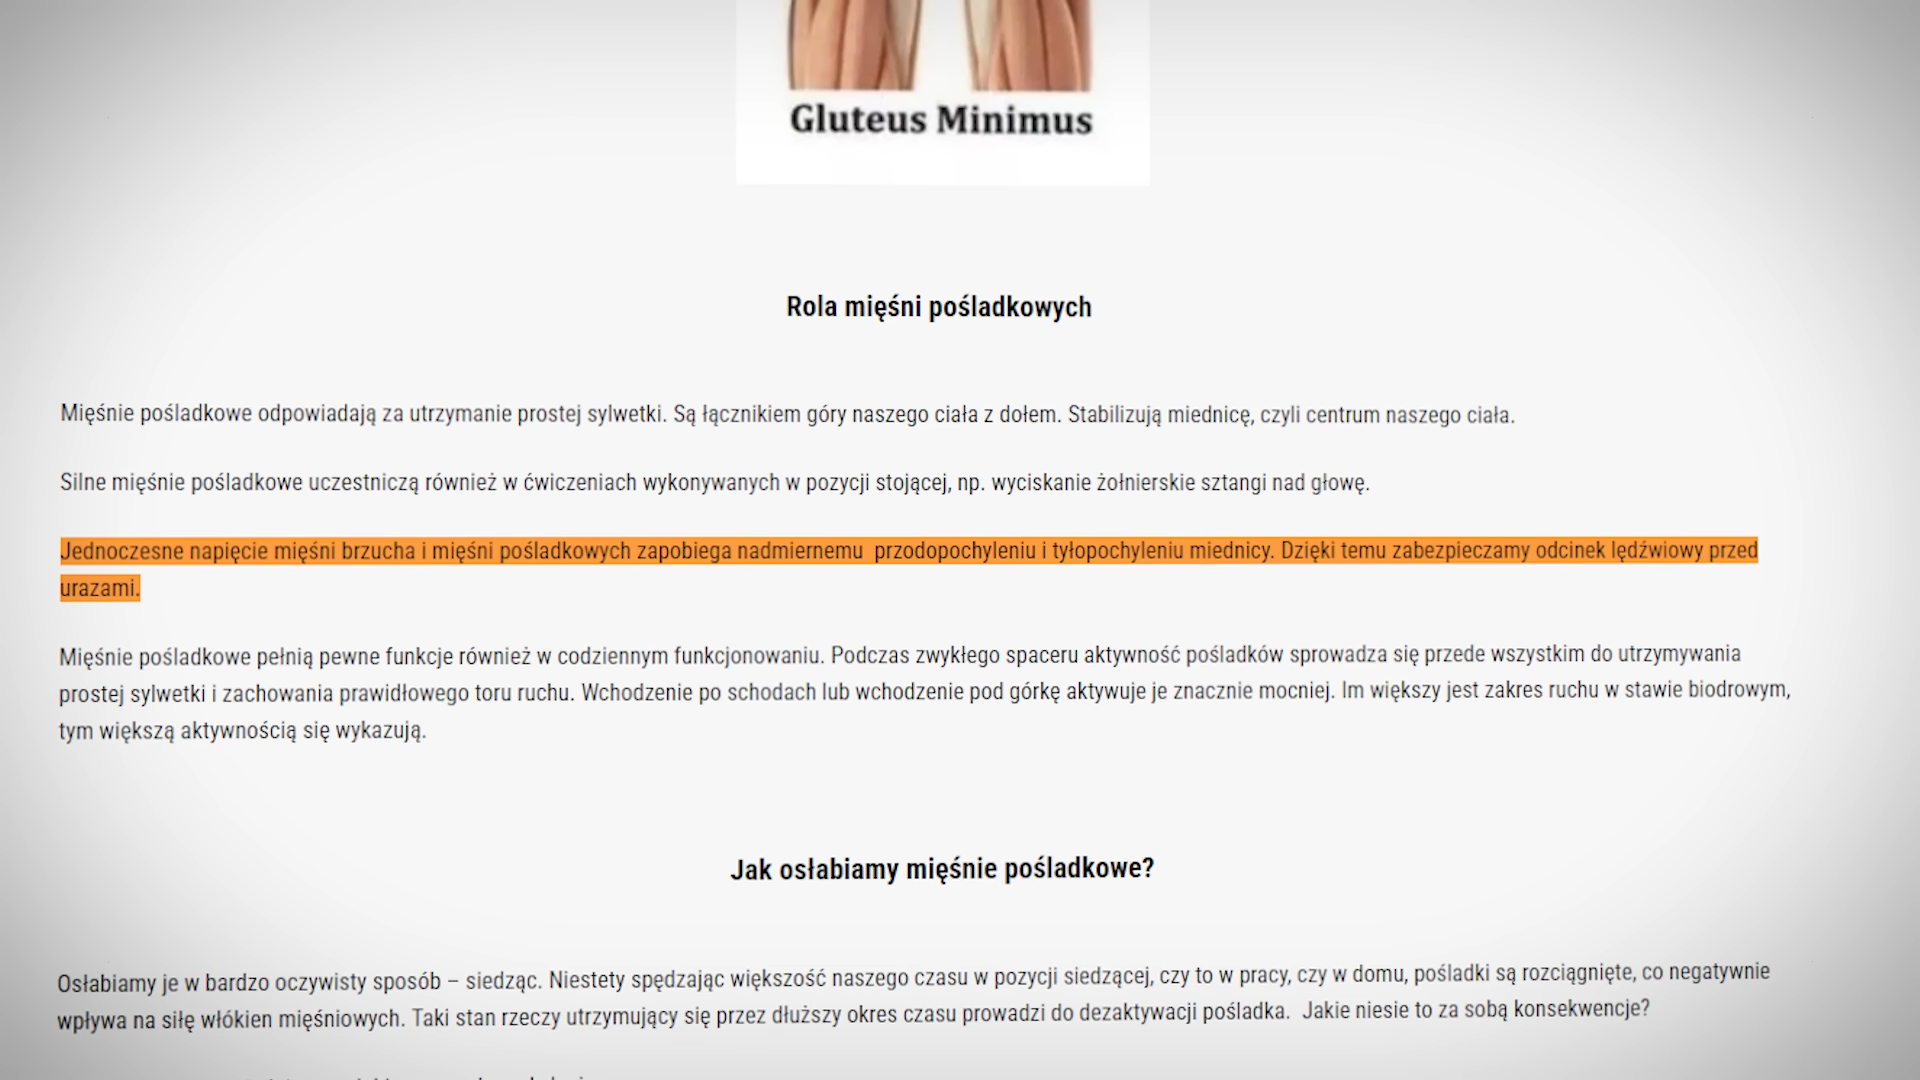 Gluteus Minimus
Rola mięśni pośladkowych
Mięśnie pośladkowe odpowiadają za utrzymanie prostej sylwetki. Są łącznikiem góry naszego ciała z dołem. Stabilizują miednicę, czyli centrum naszego ciała.
Silne mięśnie pośladkowe uczestniczą również w ćwiczeniach wykonywanych w pozycji stojącej, np. wyciskanie żołnierskie sztangi nad głowę.
Jednoczesne napięcie mięśni brzucha i mięśni pośladkowych zapobiega nadmiernemu  przodopochyleniu i tyłopochyleniu miednicy. Dzięki temu zabezpieczamy odcinek lędźwiowy przed
urazami.
Mięśnie pośladkowe pełnią pewne funkcje również w codziennym funkcjonowaniu. Podczas zwykłego spaceru aktywność pośladków sprowadza się przede wszystkim do utrzymywania
prostej sylwetki i zachowania prawidłowego toru ruchu. Wchodzenie po schodach lub wchodzenie pod górkę aktywuje je znacznie mocniej. Im większy jest zakres ruchu w stawie biodrowym,
tym większą aktywnością się wykazują.
Jak osłabiamy mięśnie pośladkowe?
Osłabiamy je w bardzo oczywisty sposób – siedząc. Niestety spędzając większość naszego czasu w pozycji siedzącej, czy to w pracy, czy w domu, pośladki są rozciągnięte, co negatywnie
wpływa na siłę włókien mięśniowych. Taki stan rzeczy utrzymujący się przez dłuższy okres czasu prowadzi do dezaktywacji pośladka.  Jakie niesie to za sobą konsekwencje?